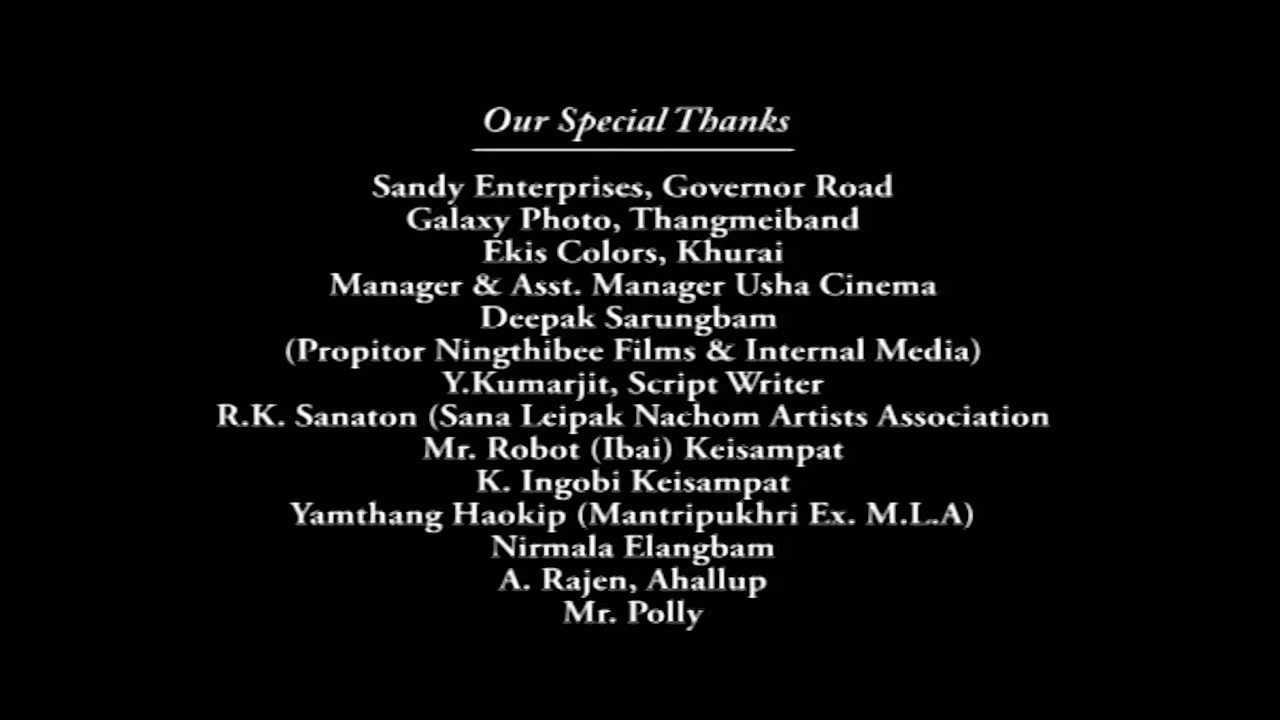 Our Special Thanks
Sandy Enterprises, Governor Road
Galaxy Photo, Thangmeiband
Ekis Colors, Khurai
Manager & Asst. Manager Usha Cinema
Deepak Sarungbam
(Propitor Ningthibee Films & Internal Media)
Y.Kumarjit, Script Writer
R.K. Sanaton (Sana Leipak Nachom Artists Association
Mr. Robot (Ibai) Keisampat
K. Ingobi Keisampat
Yamthang Haokip (Mantripukhri Ex. M.L.A)
Nirmala Elangbam
A. Rajen, Ahallup
Mr. Polly